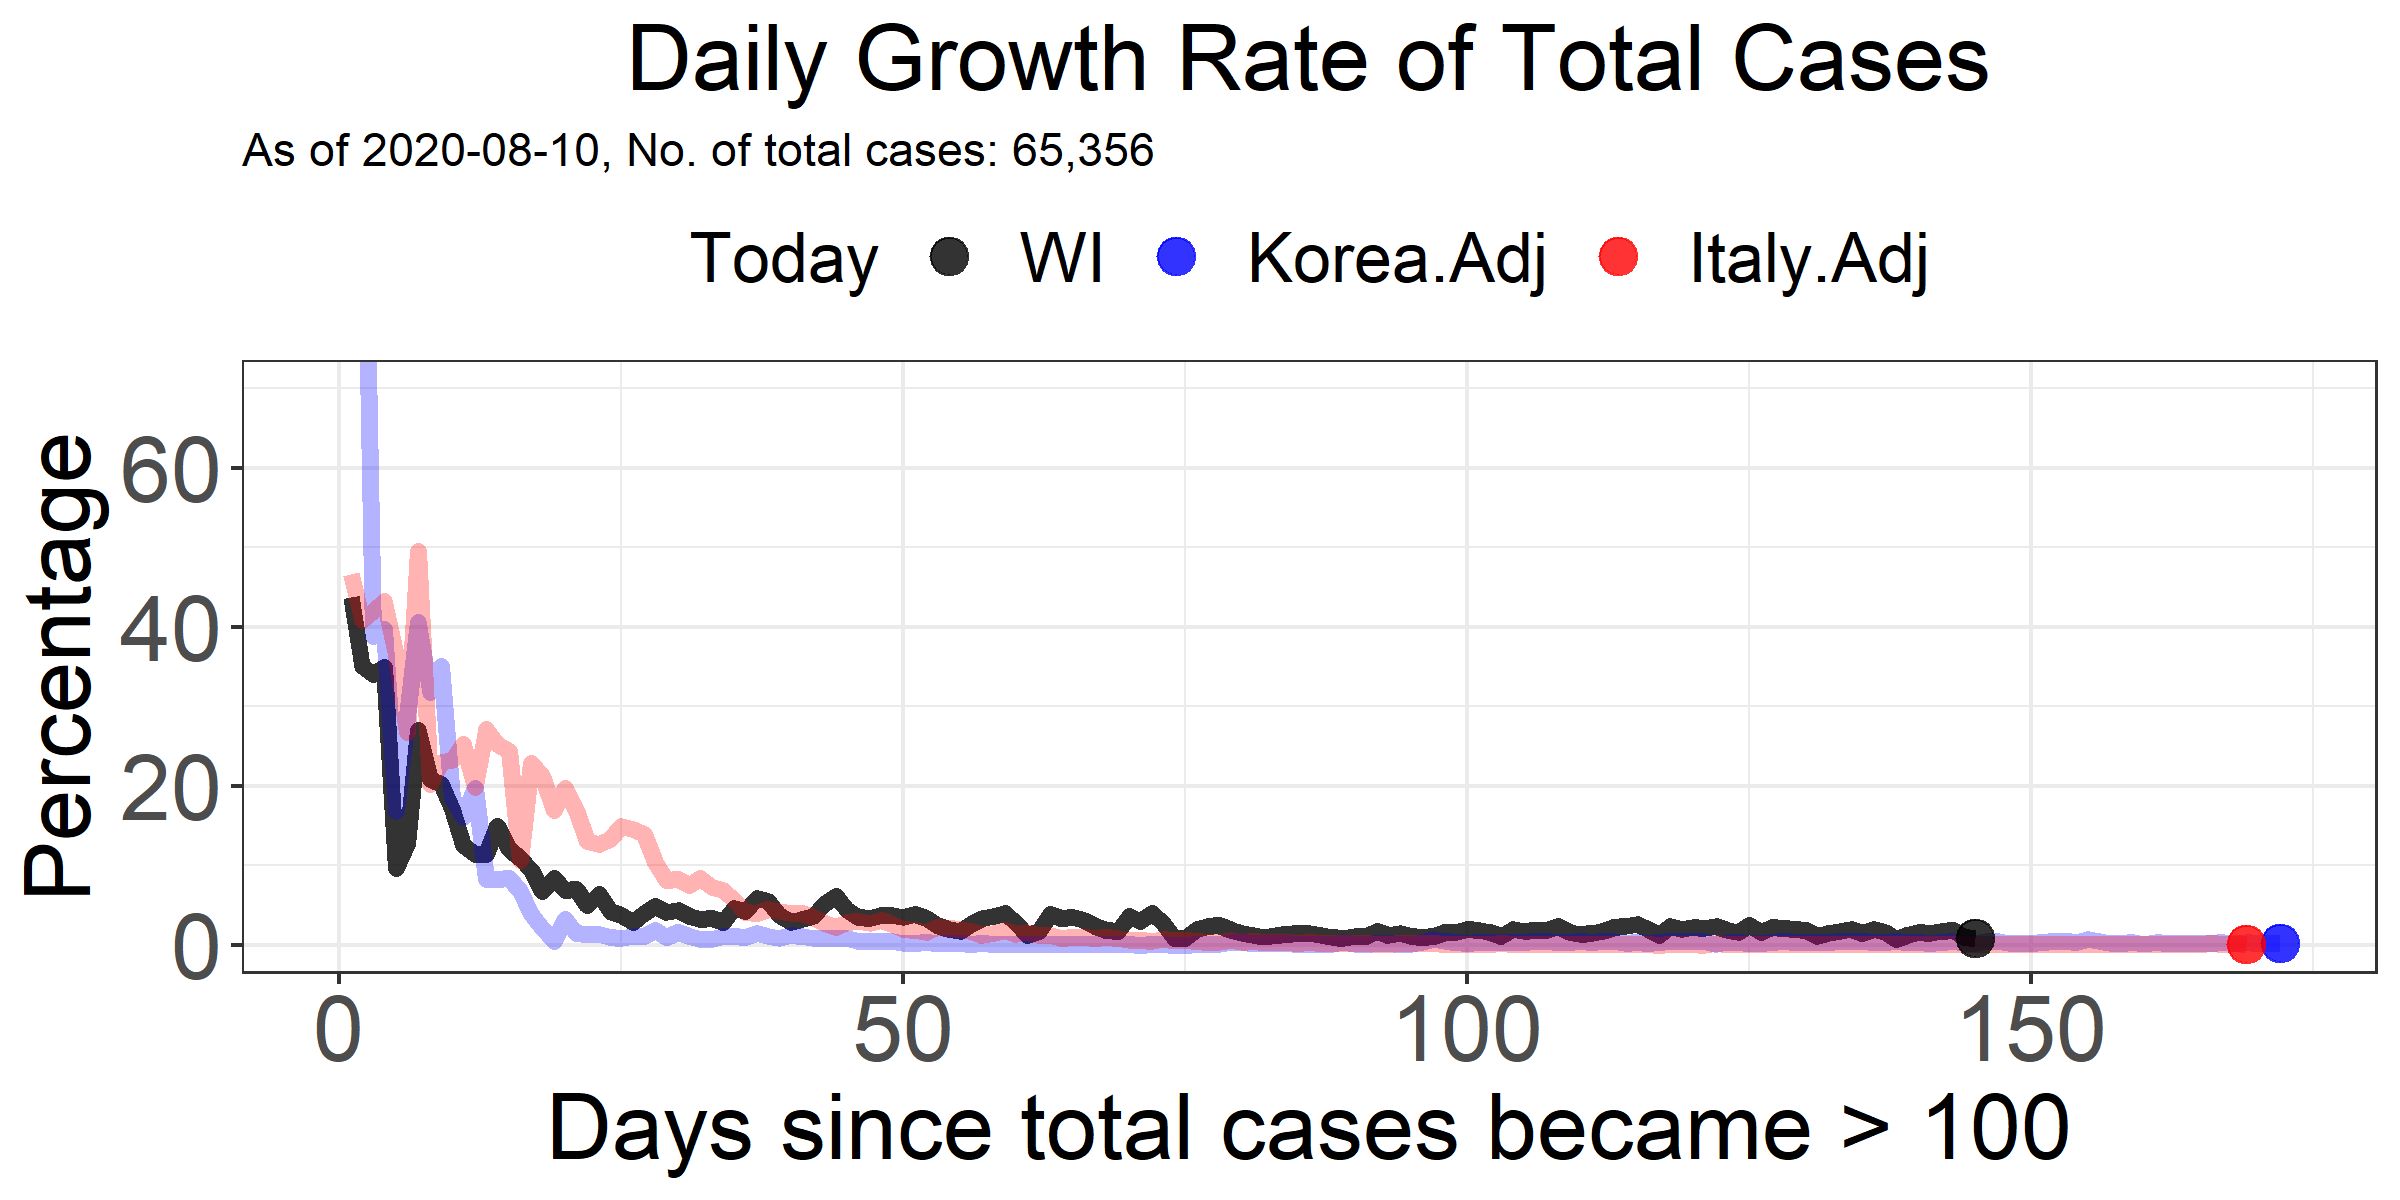 Daily Growth Rate of Total Cases
As of 2020-08-10, No. of total cases: 65,356
Today WI Korea.Adj Italy.Adj
Percentage
60
40
20
0
0 50 100 150
Days since total cases became > 100